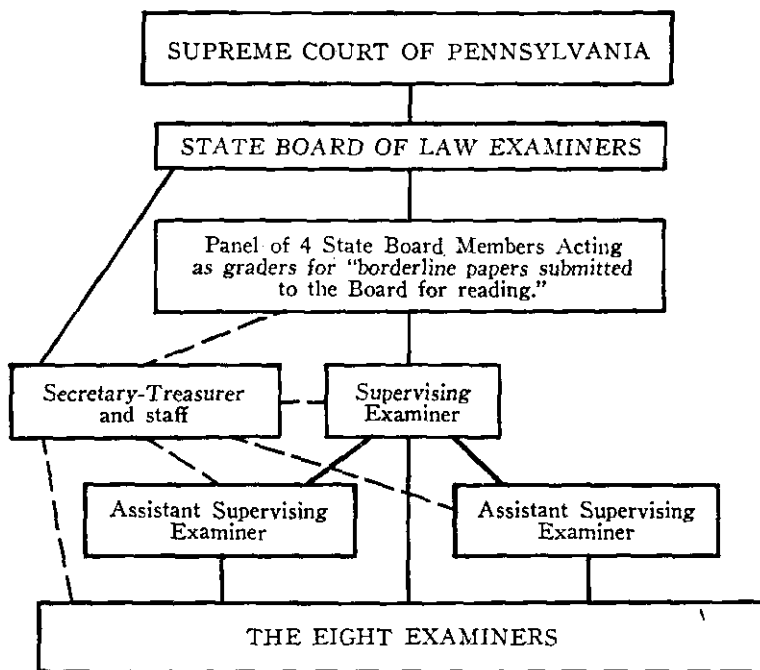 SUPREME COURT OF PENNSYLVANIA
STATE BOARD OF LAW EXAMINERS
Panel of 4 State Board Members Acting
as graders for "borderline papers submitted
to the Board for reading."
Secretary-Treasurer
and staff
Supervising
Examiner
Assistant Supervising
Examiner
Assistant Supervising
Examiner
THE EIGHT EXAMINERS